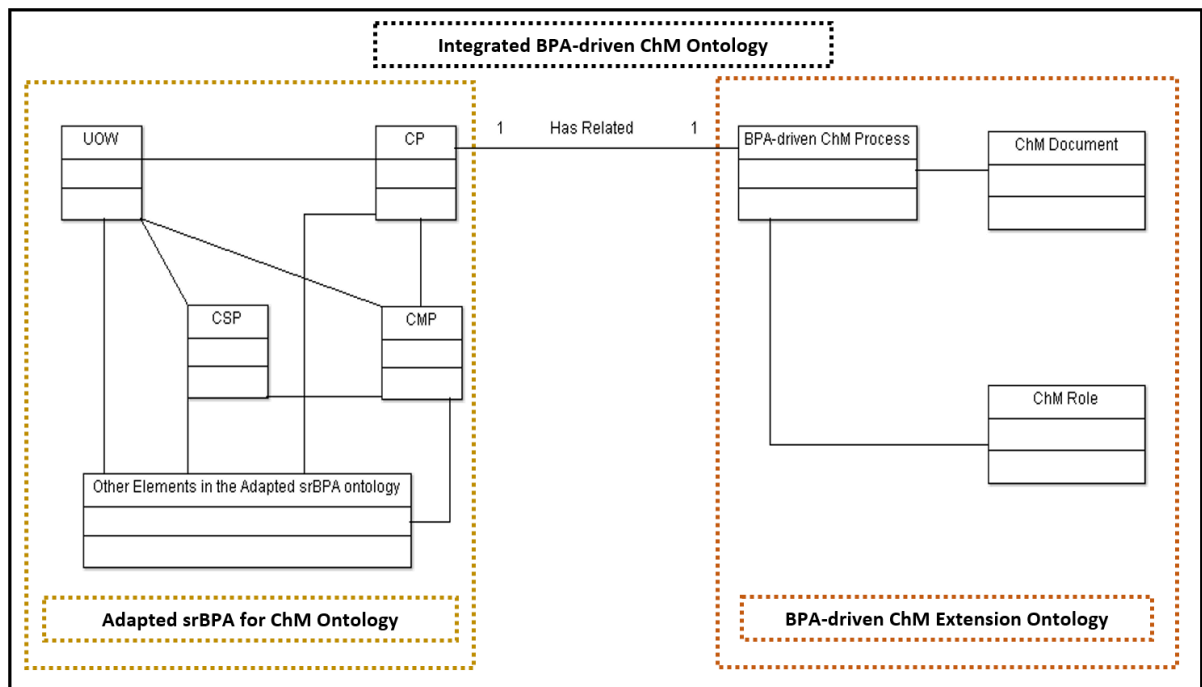 Integrated BPA-driven ChM Ontology
UOW
CP
1 Has Related 1
BPA-driven ChM Process
ChM Document
CSP
CMP
ChM Role
Other Elements in the Adapted srBPA ontology
Adapted srBPA for ChM Ontology
BPA-driven ChM Extension Ontology